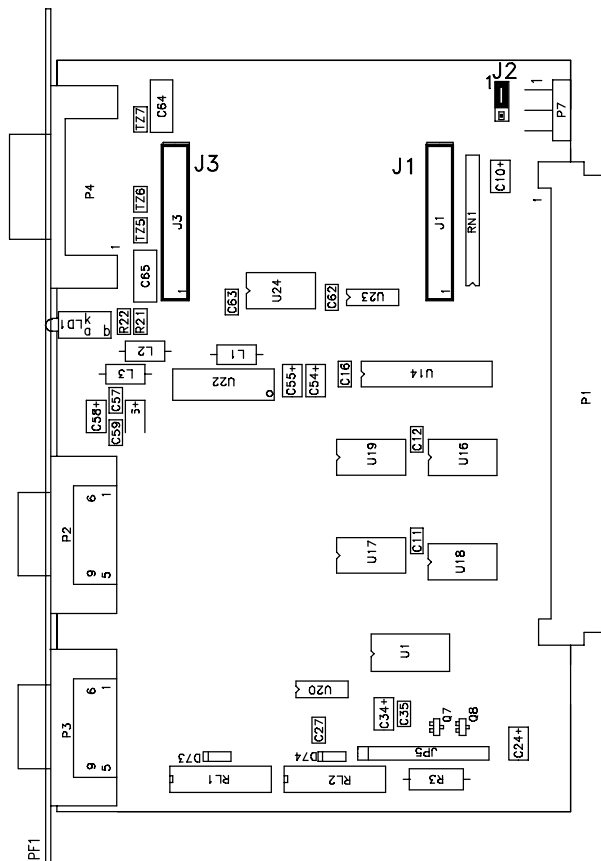 J2
1
1
P7
C64
TZ7
J3
J1
C10+
P4
TZ6
J3
J1
RN1
1
TZ5
1
C65
1
1
U24
C63
C62
U23
LD1
K
R22
R21
L2
L1
L3
U22
C55+
C54+
C16
U14
P1
C58+
C57
C59
U19
C12
U16
P2
6
1
9
5
U17
C11
U18
U1
P3
6
1
9
5
U20
C34+
C35
Q7
Q8
C27
C24+
D73
D74
JP5
RL1
RL2
R3
PF1